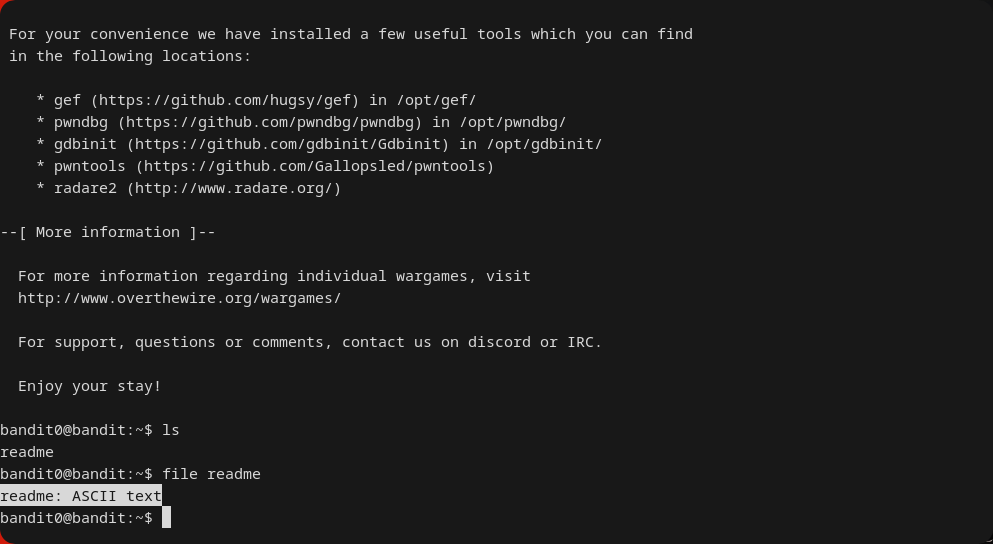 For your convenience we have installed a few useful tools which you can find
in the following locations:
* gef (https://github.com/hugsy/gef) in /opt/gef/
* pwndbg (https://github.com/pwndbg/pwndbg) in /opt/pwndbg/
* gdbinit (https://github.com/gdbinit/Gdbinit) in /opt/gdbinit/
* pwntools (https://github.com/Gallopsled/pwntools)
* radare2 (http://www.radare.org/)
--[ More information ]--
For more information regarding individual wargames, visit
http://www.overthewire.org/wargames/
For support, questions or comments, contact us on discord or IRC.
Enjoy your stay!
bandit0@bandit:~$ ls
readme
bandit0@bandit:~$ file readme
readme: ASCII text
bandit0@bandit:~$